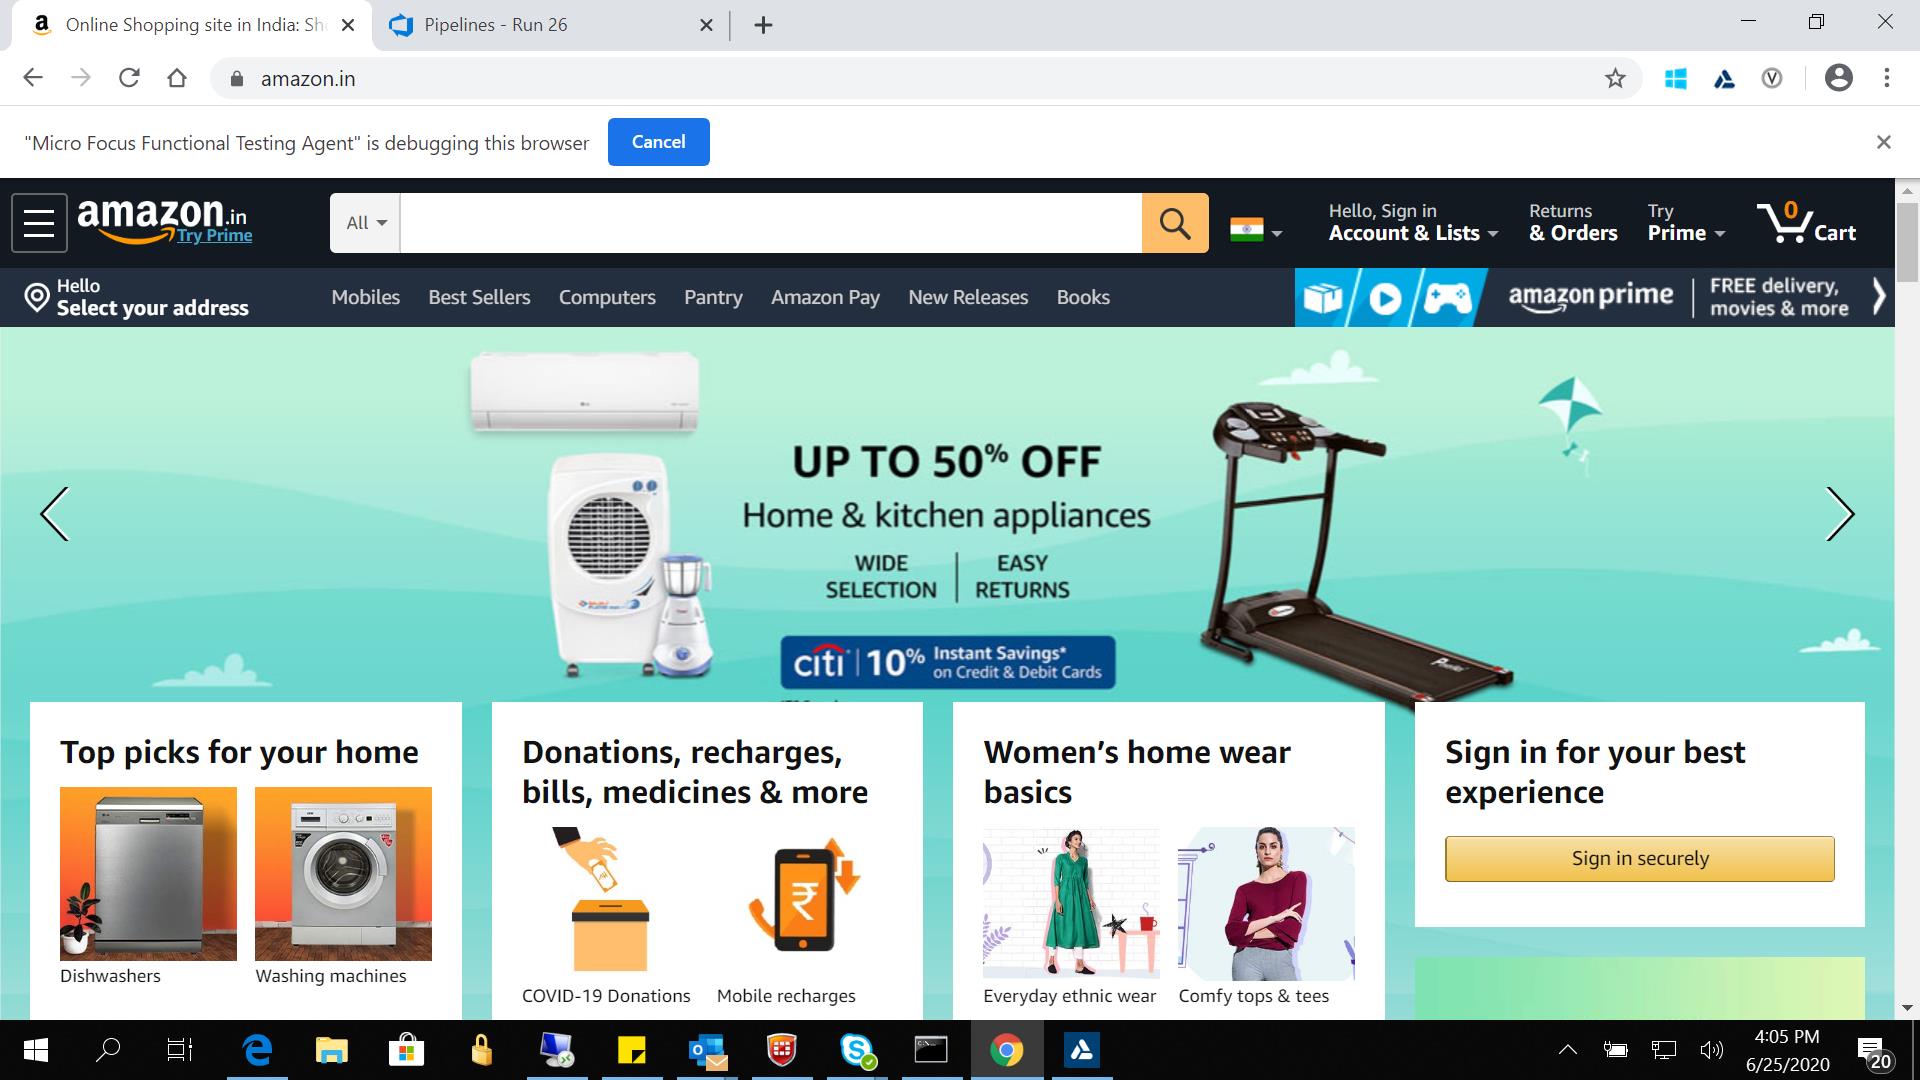 Online Shopping site in India: Sh
Pipelines - Run 26
amazon.in
"Micro Focus Functional Testing Agent" is debugging this browser
Cancel
amazon.in
Try Prime
All
Hello, Sign in
Account & Lists
Returns
& Orders
Try
Prime
0
Cart
Hello
Select your address
Mobiles
Best Sellers
Computers
Pantry
Amazon Pay
New Releases
Books
amazon prime
FREE delivery,
movies & more
UP TO 50% OFF
Home & kitchen appliances
WIDE
SELECTION
EASY
RETURNS
citi
10%
Instant Savings*
on Credit & Debit Cards
Top picks for your home
Dishwashers
Washing machines
Donations, recharges,
bills, medicines & more
COVID-19 Donations
Mobile recharges
Women's home wear
basics
Everyday ethnic wear
Comfy tops & tees
Sign in for your best
experience
Sign in securely
4:05 PM
6/25/2020
20